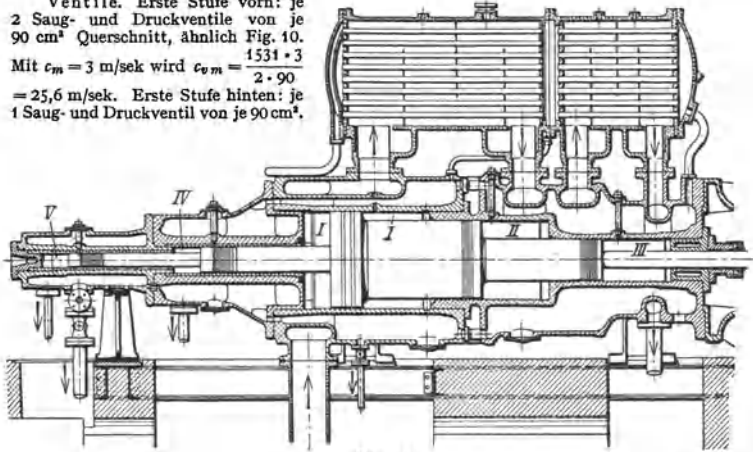 Ventile. Erste Stufe vorn: je
2 Saug- und Druckventile von je
90 cm² Querschnitt, ähnlich Fig. 10.
Mit cₘ = 3 m/sek wird cᵥₘ = 1531 · 3 / 2 · 90
= 25,6 m/sek. Erste Stufe hinten: je
1 Saug- und Druckventil von je 90 cm².
V
IV
I
I
II
III